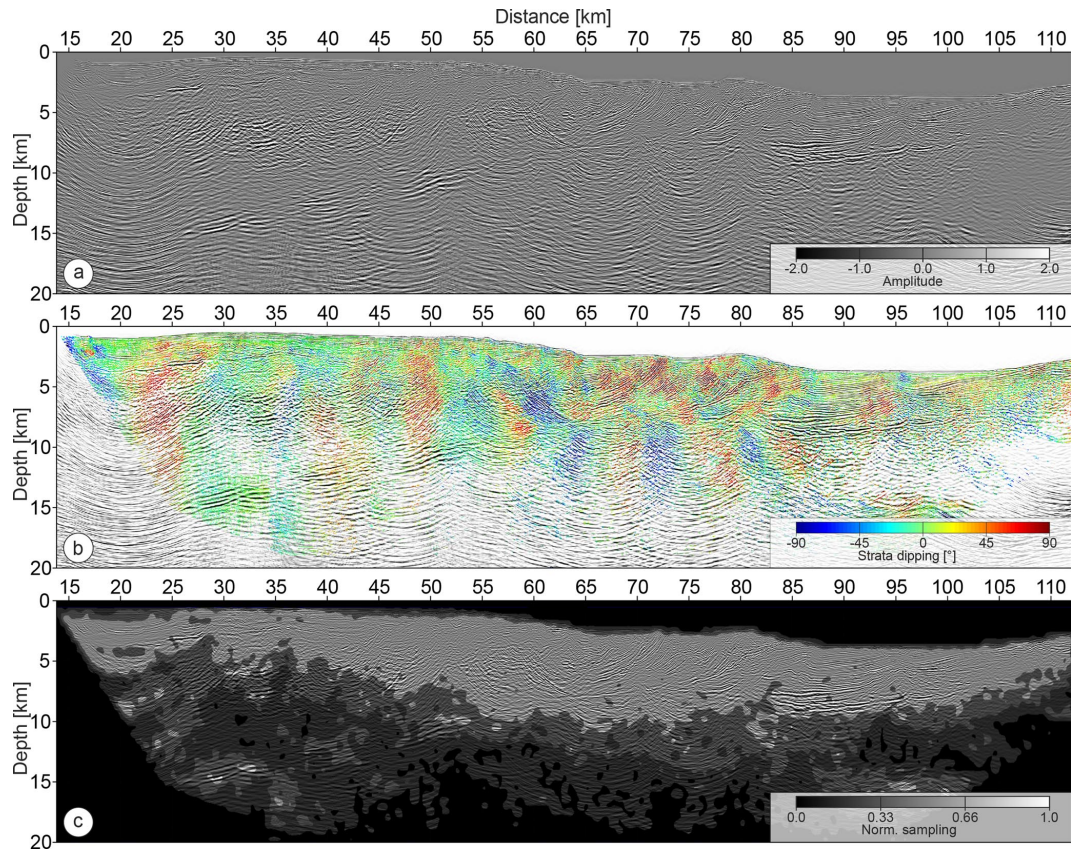 Distance [km]
15 20 25 30 35 40 45 50 55 60 65 70 75 80 85 90 95 100 105 110
0
5
10
15
20
Depth [km]
a
-2.0 -1.0 0.0 1.0 2.0
Amplitude
15 20 25 30 35 40 45 50 55 60 65 70 75 80 85 90 95 100 105 110
0
5
10
15
20
Depth [km]
b
-90 -45 0 45 90
Strata dipping [°]
15 20 25 30 35 40 45 50 55 60 65 70 75 80 85 90 95 100 105 110
0
5
10
15
20
Depth [km]
c
0.0 0.33 0.66 1.0
Norm. sampling